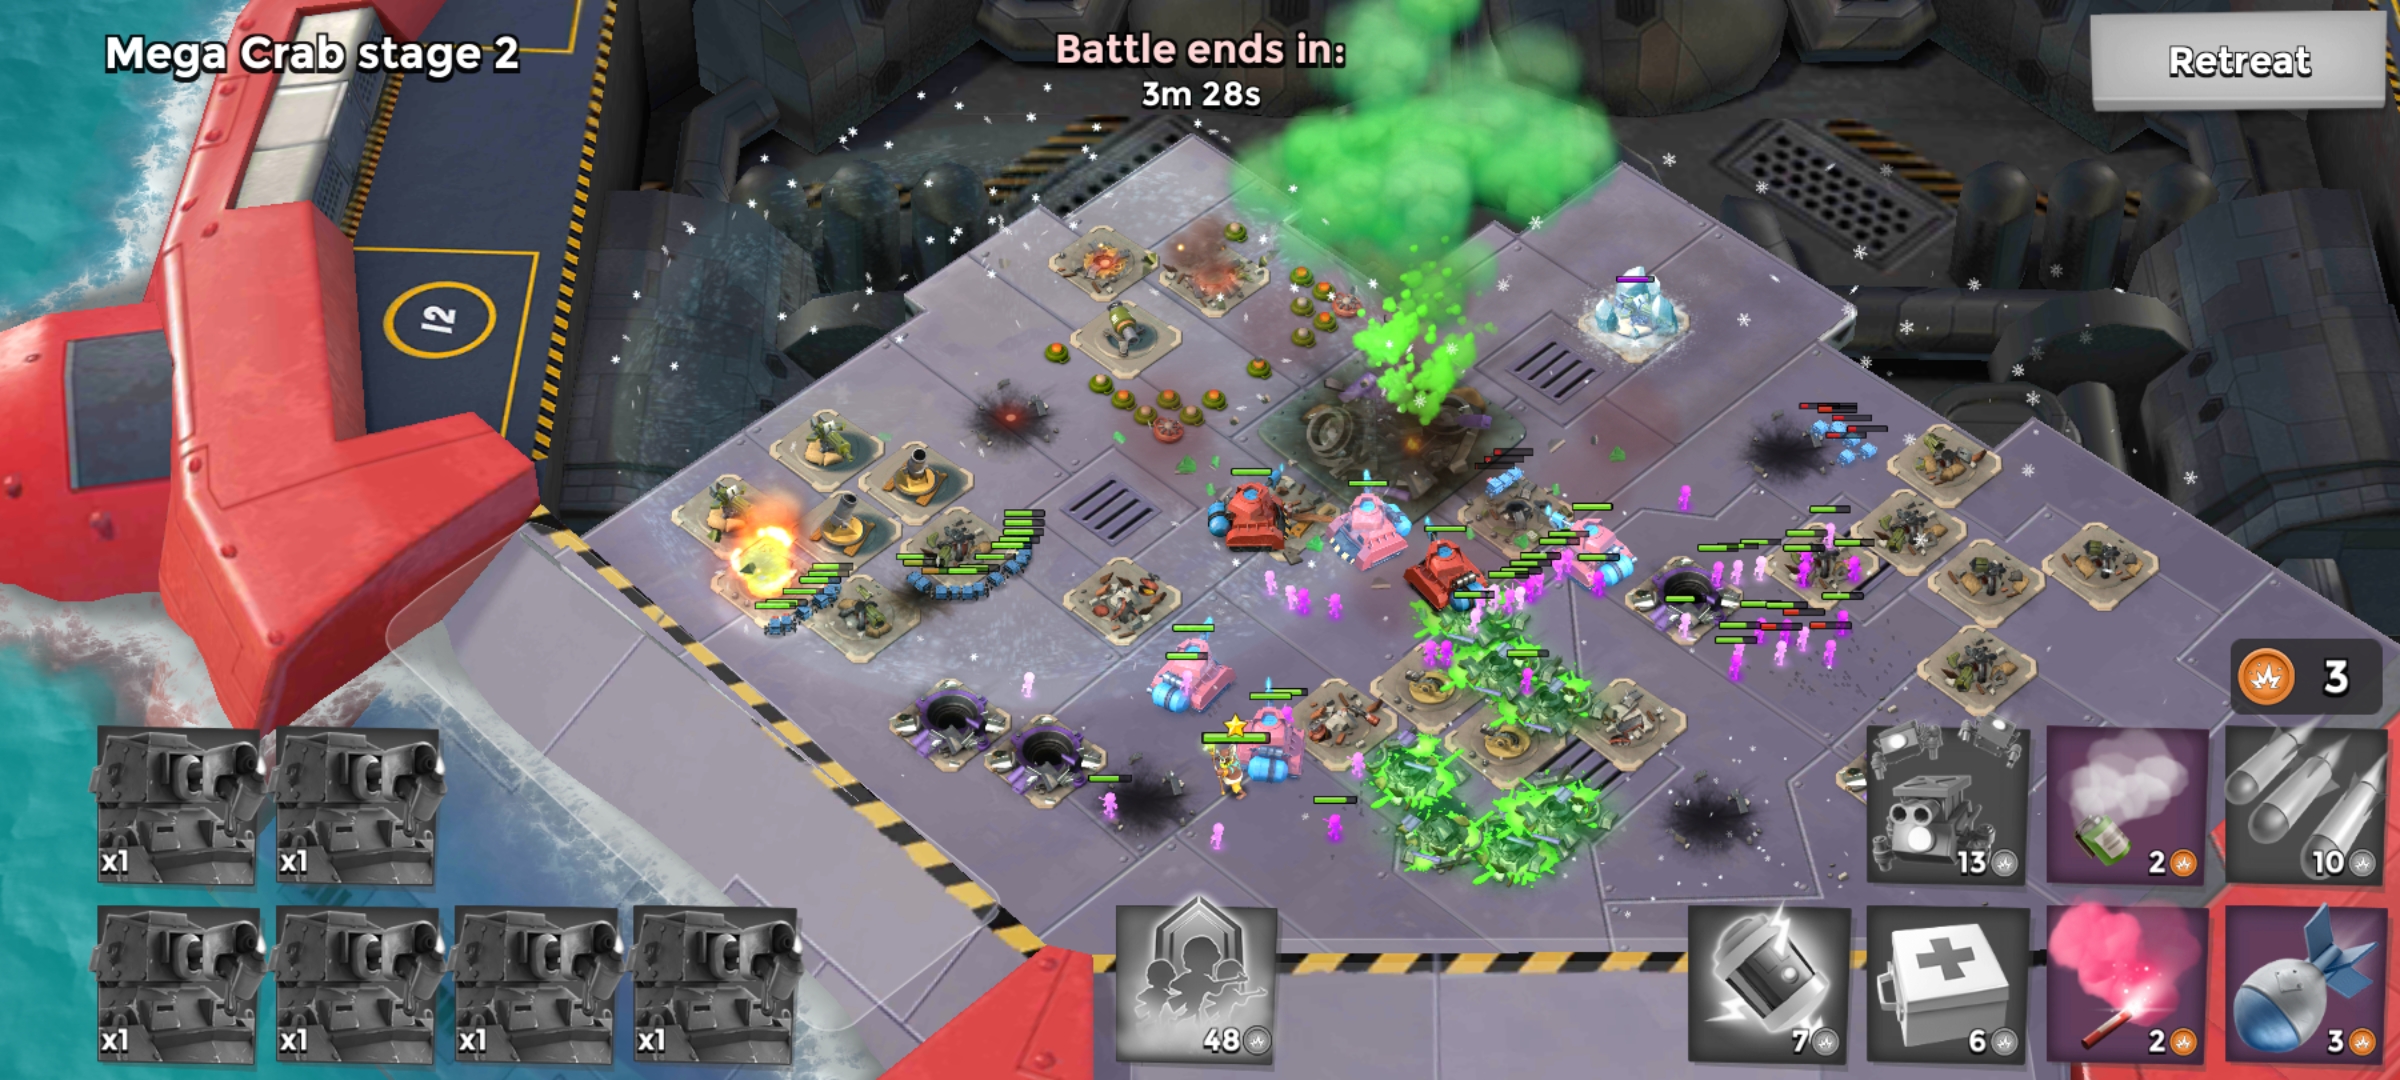 Mega Crab stage 2
Battle ends in:
3m 28s
Retreat
12
3
x1
x1
13
2
10
x1
x1
x1
x1
48
7
6
2
3